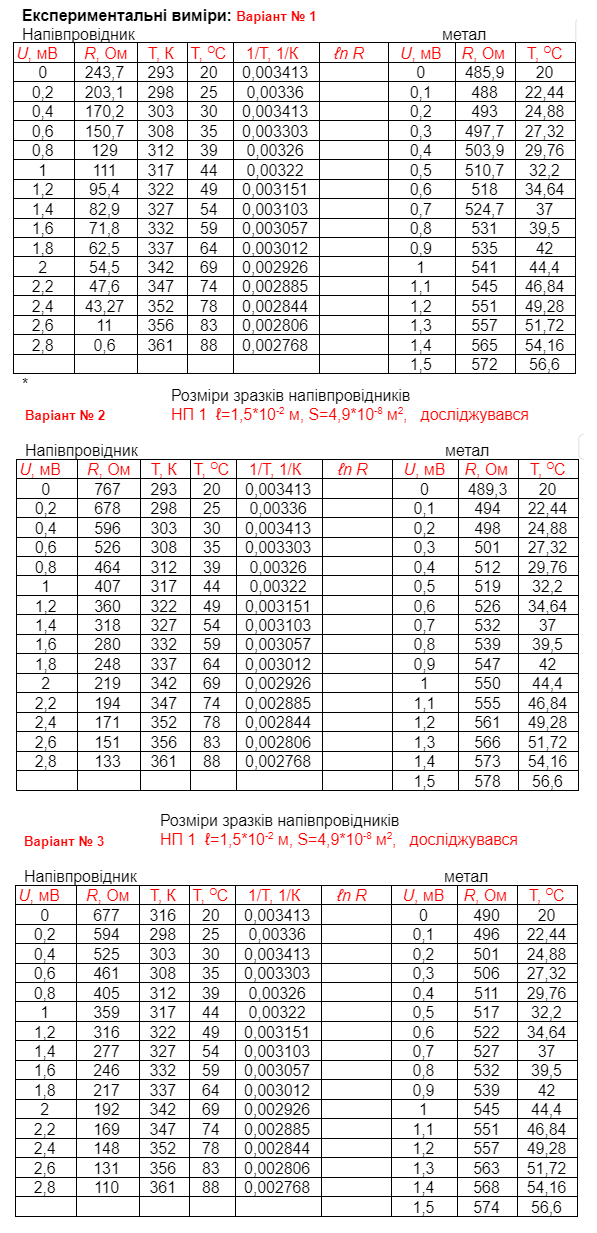 Експериментальні виміри: Варіант № 1
Напівпровідник метал
U, мВ R, Ом Т, К Т, ⁰С 1/Т, 1/К ℓn R U, мВ R, Ом Т, ⁰С
0 243,7 293 20 0,003413 0 485,9 20
0,2 203,1 298 25 0,00336 0,1 488 22,44
0,4 170,2 303 30 0,003413 0,2 493 24,88
0,6 150,7 308 35 0,003303 0,3 497,7 27,32
0,8 129 312 39 0,00326 0,4 503,9 29,76
1 111 317 44 0,00322 0,5 510,7 32,2
1,2 95,4 322 49 0,003151 0,6 518 34,64
1,4 82,9 327 54 0,003103 0,7 524,7 37
1,6 71,8 332 59 0,003057 0,8 531 39,5
1,8 62,5 337 64 0,003012 0,9 535 42
2 54,5 342 69 0,002926 1 541 44,4
2,2 47,6 347 74 0,002885 1,1 545 46,84
2,4 43,27 352 78 0,002844 1,2 551 49,28
2,6 11 356 83 0,002806 1,3 557 51,72
2,8 0,6 361 88 0,002768 1,4 565 54,16
1,5 572 56,6
*
Розміри зразків напівпровідників
Варіант № 2 НП 1 ℓ=1,5*10⁻² м, S=4,9*10⁻⁸ м², досліджувався
Напівпровідник метал
U, мВ R, Ом Т, К Т, ⁰С 1/Т, 1/К ℓn R U, мВ R, Ом Т, ⁰С
0 767 293 20 0,003413 0 489,3 20
0,2 678 298 25 0,00336 0,1 494 22,44
0,4 596 303 30 0,003413 0,2 498 24,88
0,6 526 308 35 0,003303 0,3 501 27,32
0,8 464 312 39 0,00326 0,4 512 29,76
1 407 317 44 0,00322 0,5 519 32,2
1,2 360 322 49 0,003151 0,6 526 34,64
1,4 318 327 54 0,003103 0,7 532 37
1,6 280 332 59 0,003057 0,8 539 39,5
1,8 248 337 64 0,003012 0,9 547 42
2 219 342 69 0,002926 1 550 44,4
2,2 194 347 74 0,002885 1,1 555 46,84
2,4 171 352 78 0,002844 1,2 561 49,28
2,6 151 356 83 0,002806 1,3 566 51,72
2,8 133 361 88 0,002768 1,4 573 54,16
1,5 578 56,6
Розміри зразків напівпровідників
Варіант № 3 НП 1 ℓ=1,5*10⁻² м, S=4,9*10⁻⁸ м², досліджувався
Напівпровідник метал
U, мВ R, Ом Т, К Т, ⁰С 1/Т, 1/К ℓn R U, мВ R, Ом Т, ⁰С
0 677 316 20 0,003413 0 490 20
0,2 594 298 25 0,00336 0,1 496 22,44
0,4 525 303 30 0,003413 0,2 501 24,88
0,6 461 308 35 0,003303 0,3 506 27,32
0,8 405 312 39 0,00326 0,4 511 29,76
1 359 317 44 0,00322 0,5 517 32,2
1,2 316 322 49 0,003151 0,6 522 34,64
1,4 277 327 54 0,003103 0,7 527 37
1,6 246 332 59 0,003057 0,8 532 39,5
1,8 217 337 64 0,003012 0,9 539 42
2 192 342 69 0,002926 1 545 44,4
2,2 169 347 74 0,002885 1,1 551 46,84
2,4 148 352 78 0,002844 1,2 557 49,28
2,6 131 356 83 0,002806 1,3 563 51,72
2,8 110 361 88 0,002768 1,4 568 54,16
1,5 574 56,6